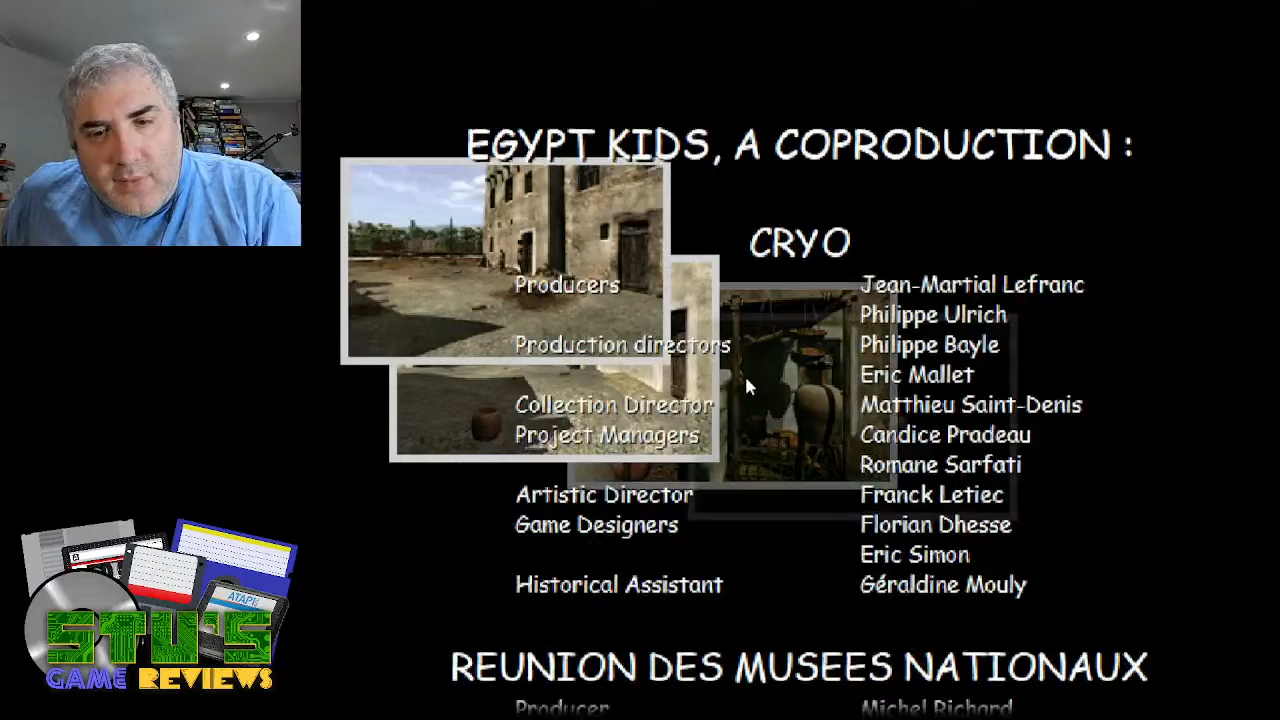 EGYPT KIDS, A COPRODUCTION :
CRYO
Producers Jean-Martial Lefranc
Philippe Ulrich
Production directors Philippe Bayle
Eric Mallet
Collection Director Matthieu Saint-Denis
Project Managers Candice Pradeau
Romane Sarfati
Artistic Director Franck Letiec
Game Designers Florian Dhesse
Eric Simon
Historical Assistant Géraldine Mouly
REUNION DES MUSEES NATIONAUX
Producer Michel Richard
ATARI
STU'S
GAME REVIEWS